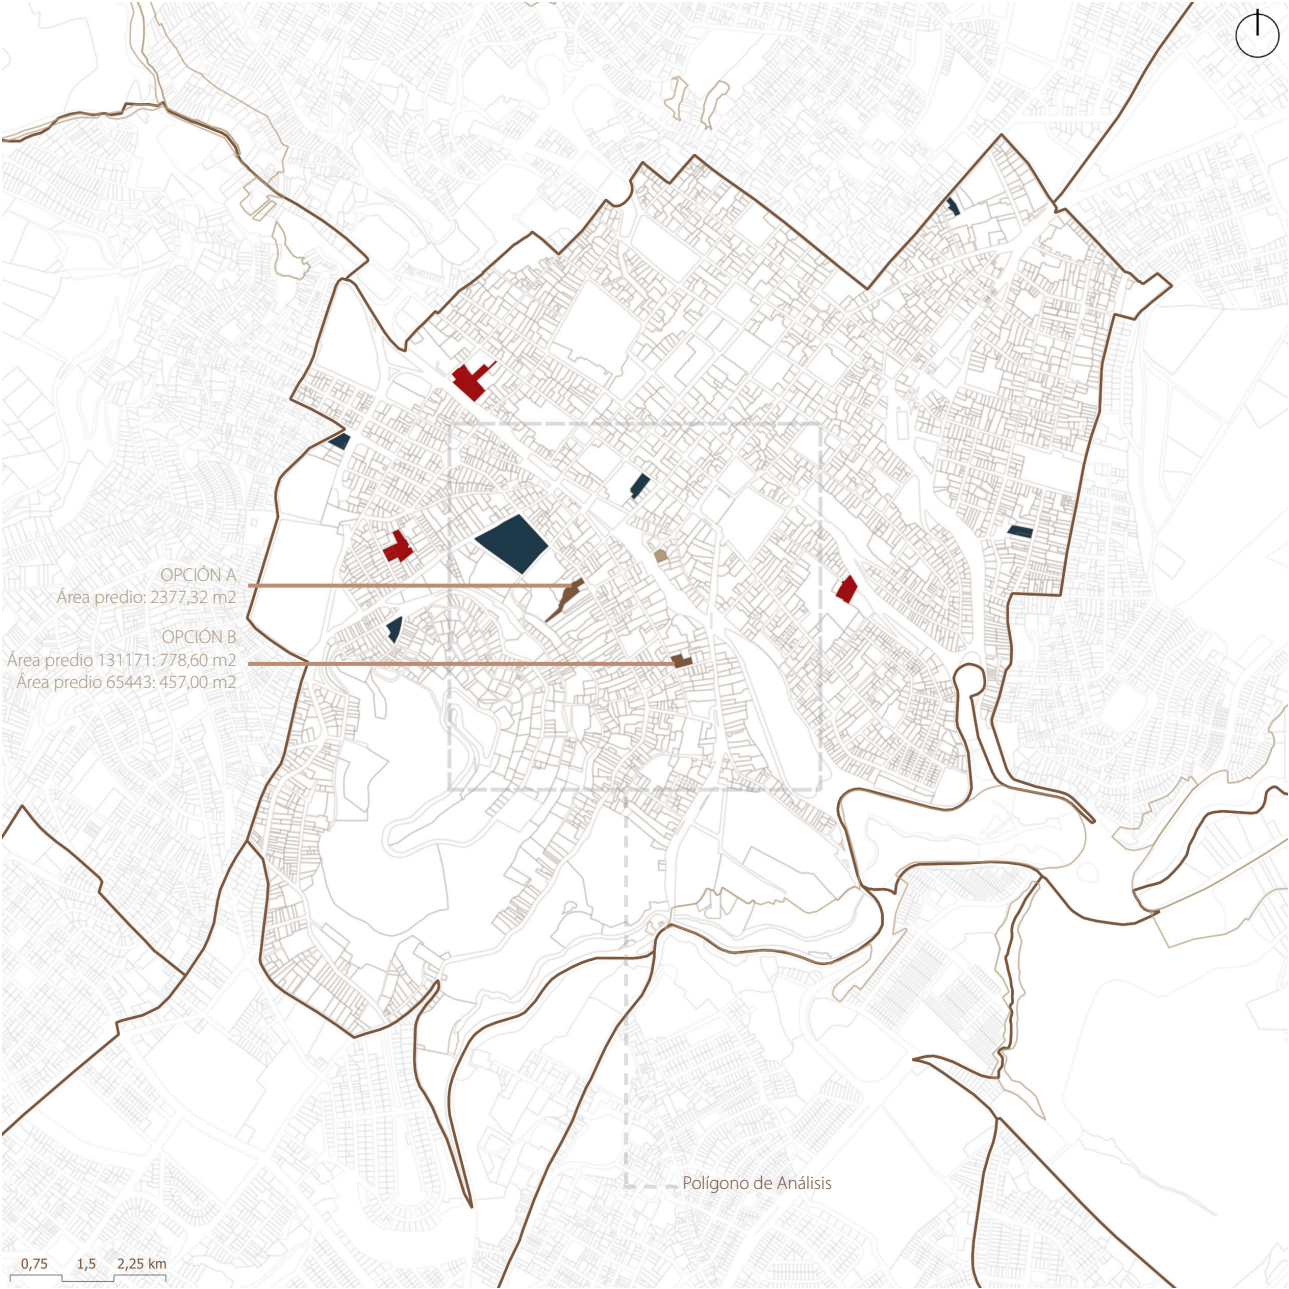 OPCIÓN A
Área predio: 2377,32 m2
OPCIÓN B
Área predio 131171: 778,60 m2
Área predio 65443: 457,00 m2
Polígono de Análisis
0,75 1,5 2,25 km